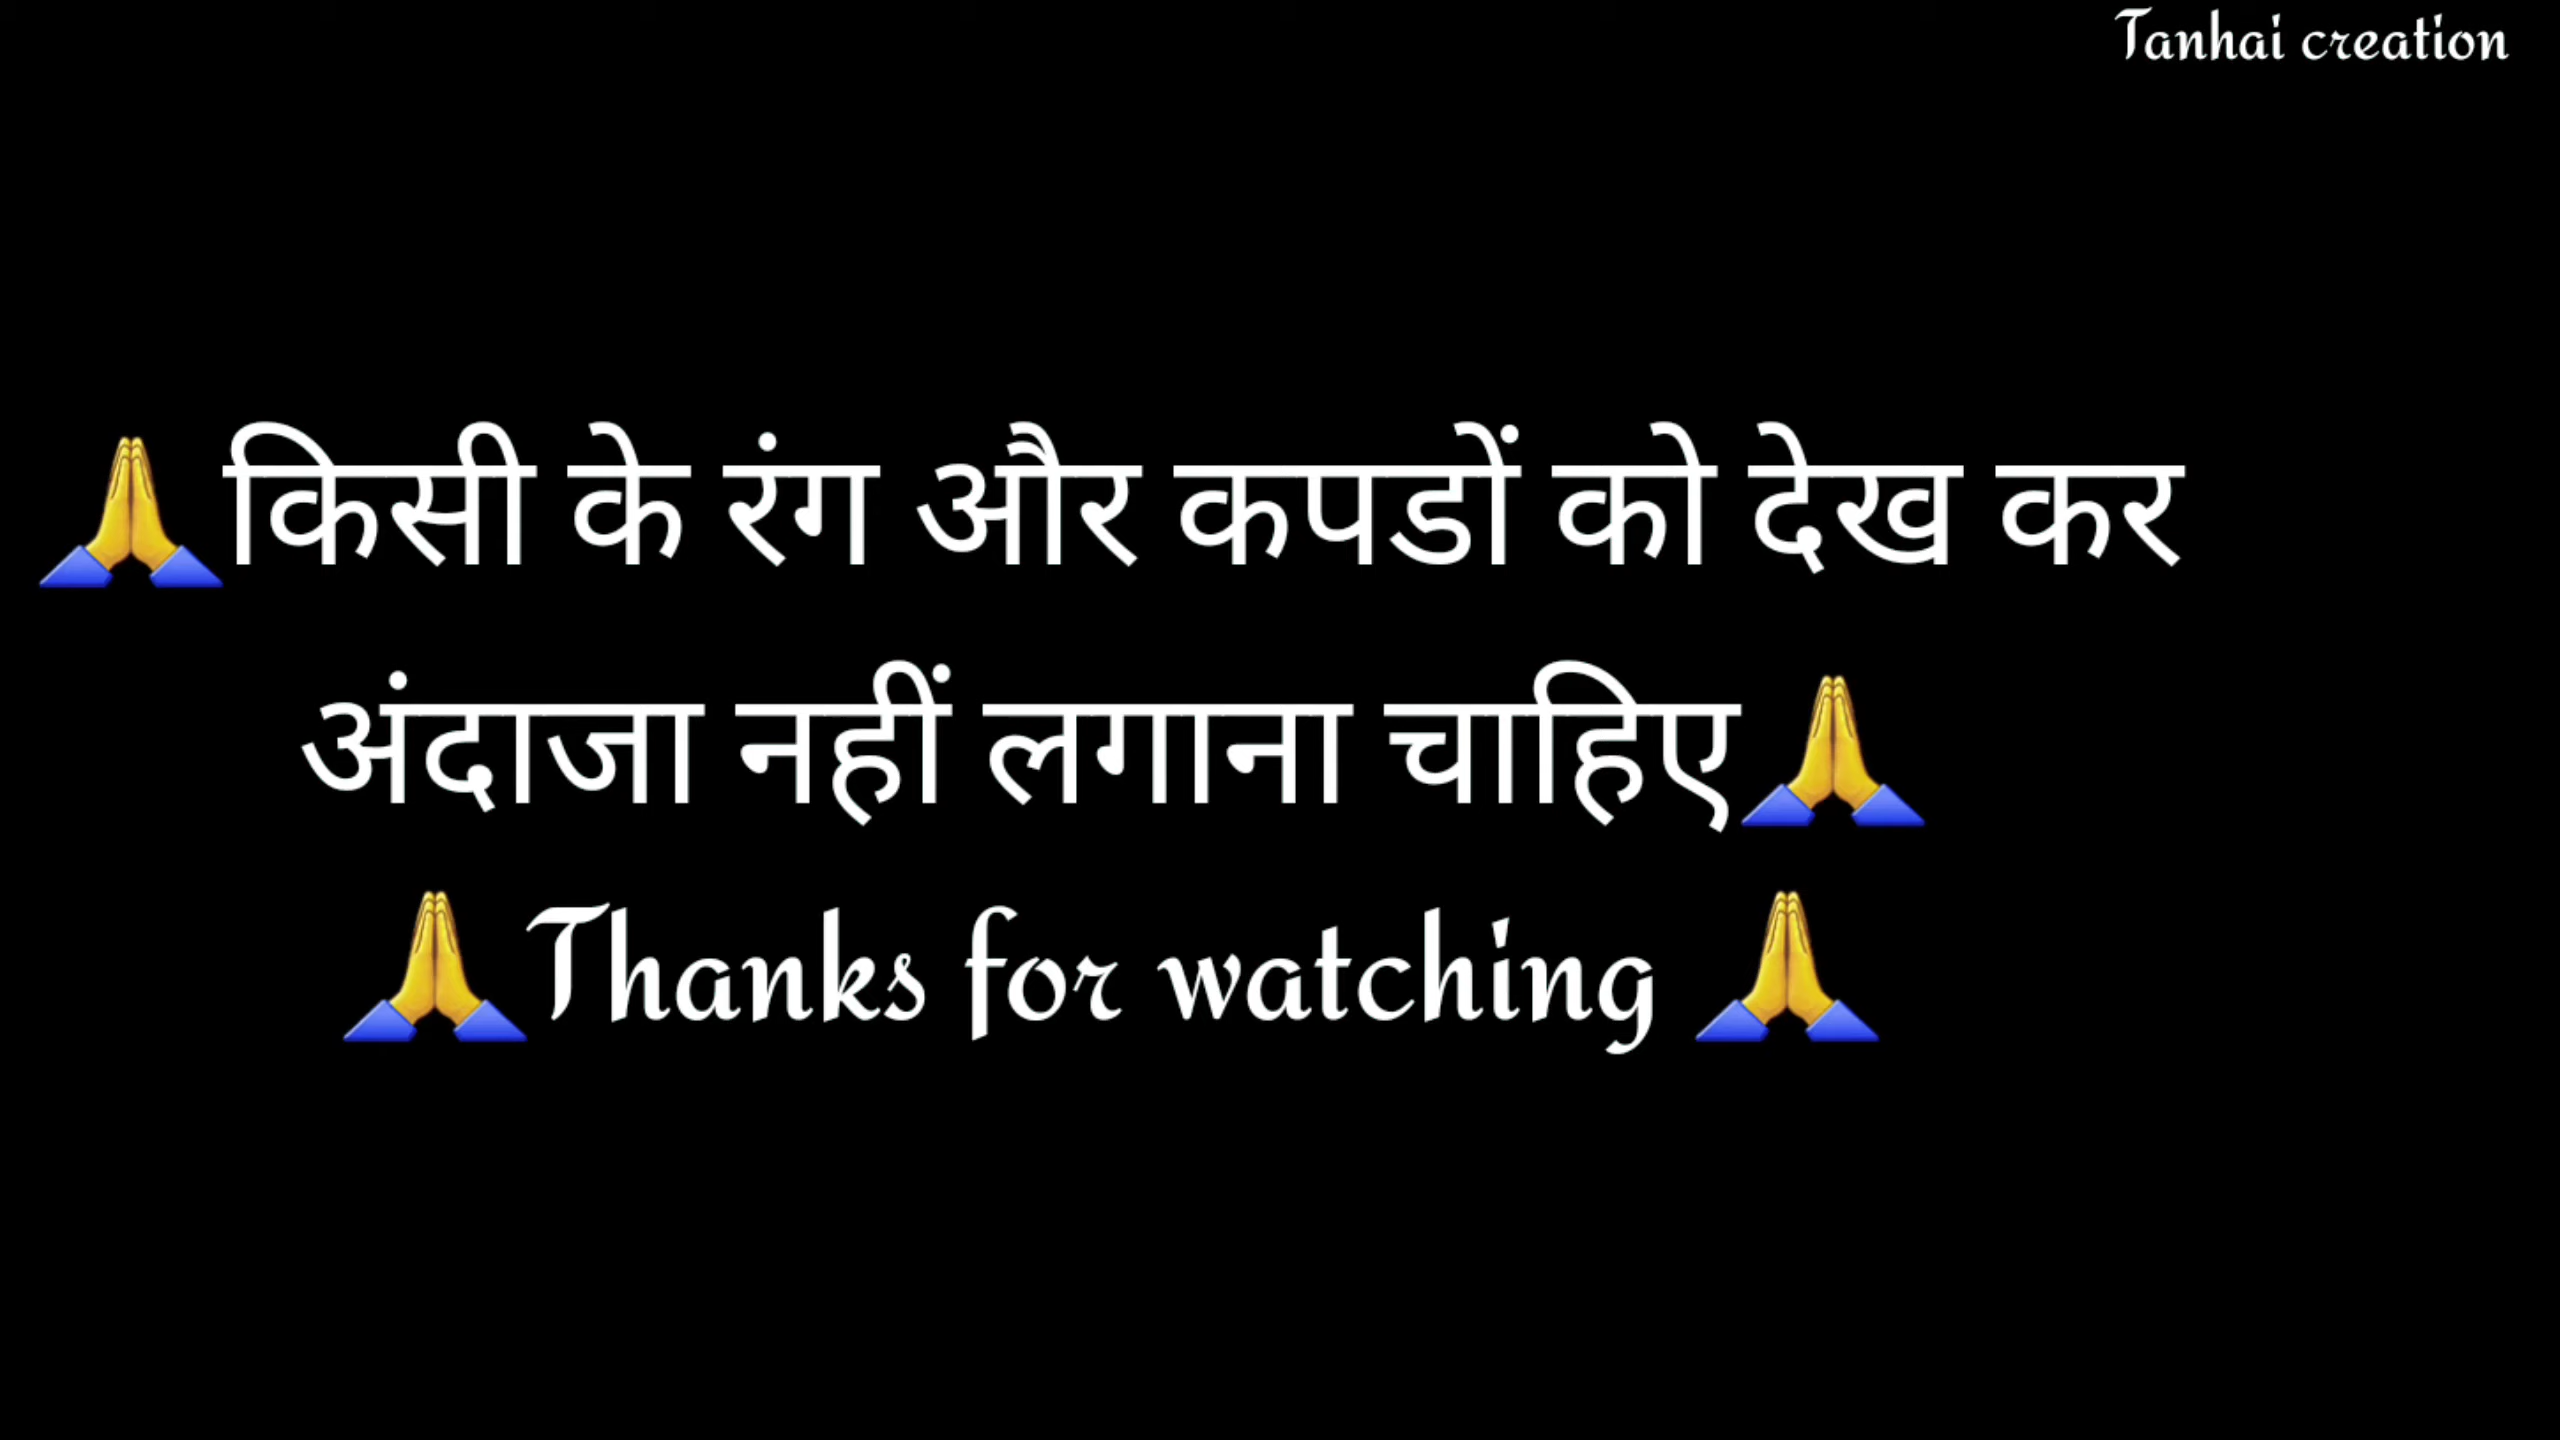 Tanhai creation
🙏किसी के रंग और कपडों को देख कर
अंदाजा नहीं लगाना चाहिए🙏
🙏Thanks for watching 🙏